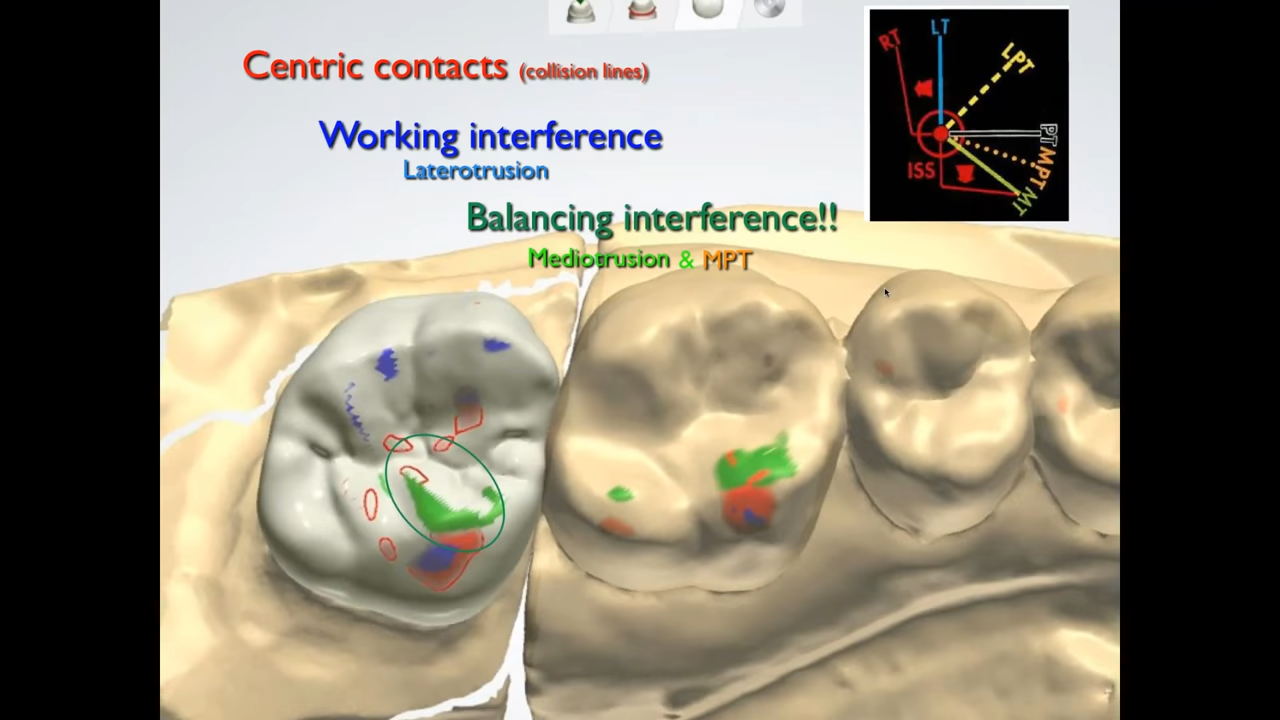 Centric contacts (collision lines)
Working interference
Laterotrusion
Balancing interference!!
Mediotrusion & MPT
RT
LT
LPT
PT
MPT
MT
ISS